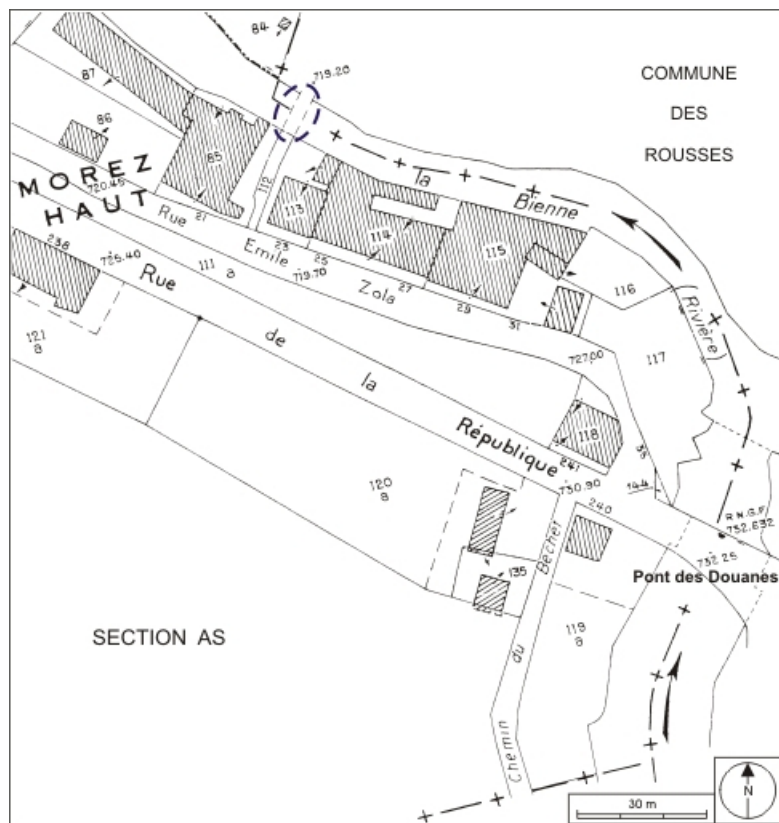 84
719.20
COMMUNE
DES
ROUSSES
87
86
85
MOREZ
HAUT
720.45
Rue
21
112
la
Bienne
113
114
115
116
(Rivière)
117
238
725.40
111
a
Emile
23
25
719.70
Zola
27
29
31
Rue
de
la
République
727.00
121
a
118
241
35
144
730.90
240
R.N.G.F
732.632
732.25
Pont des Douanes
120
a
135
Chemin
du
Bechet
119
a
SECTION AS
30 m
N